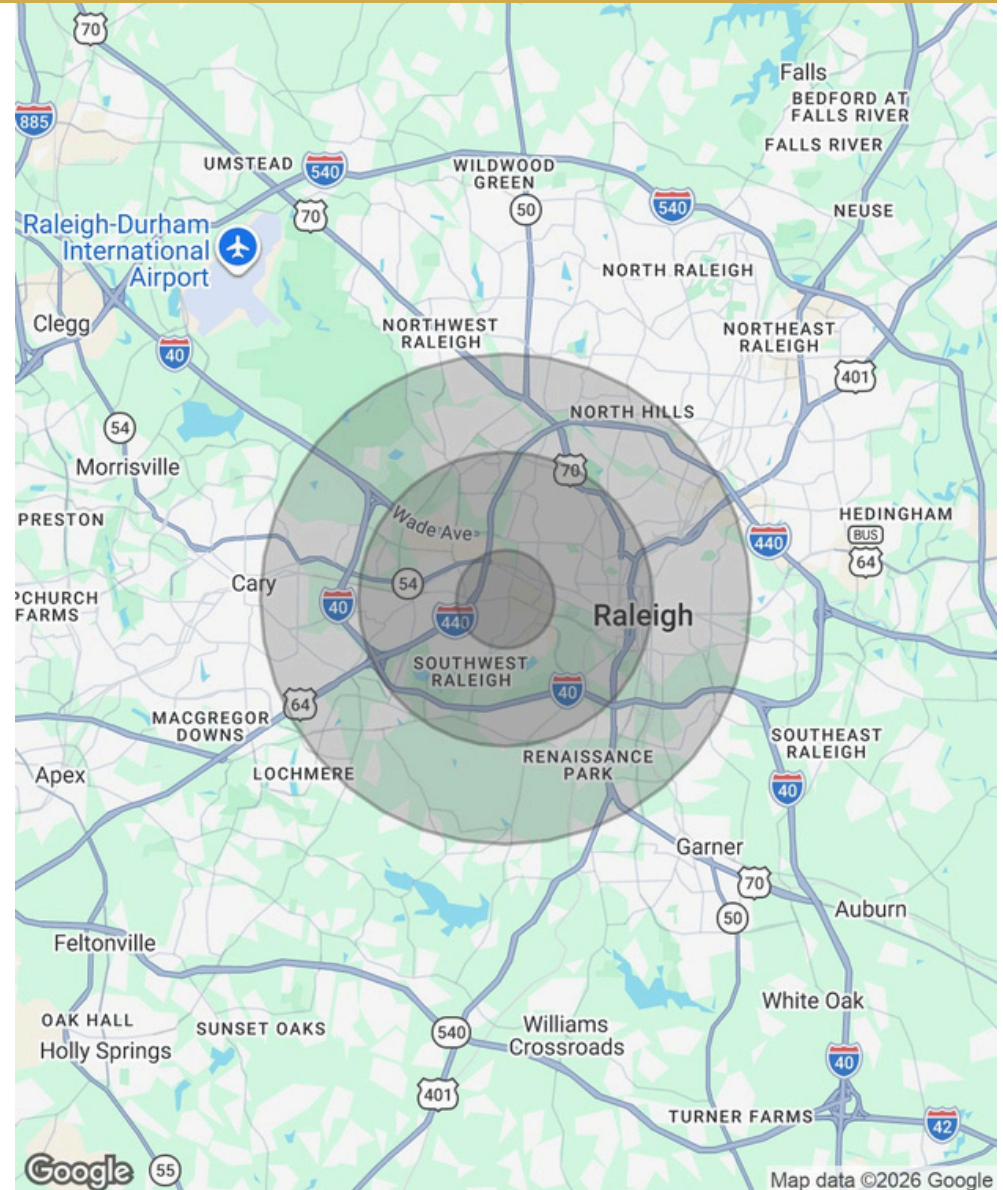 70
Falls
BEDFORD AT
FALLS RIVER
885
FALLS RIVER
UMSTEAD
540
WILDWOOD
GREEN
70
50
540
NEUSE
Raleigh-Durham
International
Airport
NORTH RALEIGH
Clegg
NORTHWEST
RALEIGH
NORTHEAST
RALEIGH
40
401
54
NORTH HILLS
Morrisville
70
PRESTON
Wade Ave
HEDINGHAM
BUS
64
440
Cary
54
PCHURCH
FARMS
40
440
Raleigh
SOUTHWEST
RALEIGH
40
64
MACGREGOR
DOWNS
SOUTHEAST
RALEIGH
RENAISSANCE
PARK
Apex
LOCHMERE
40
Garner
70
50
Auburn
Feltonville
White Oak
OAK HALL
SUNSET OAKS
540
Williams
Crossroads
Holly Springs
40
401
TURNER FARMS
42
Google
55
Map data ©2026 Google